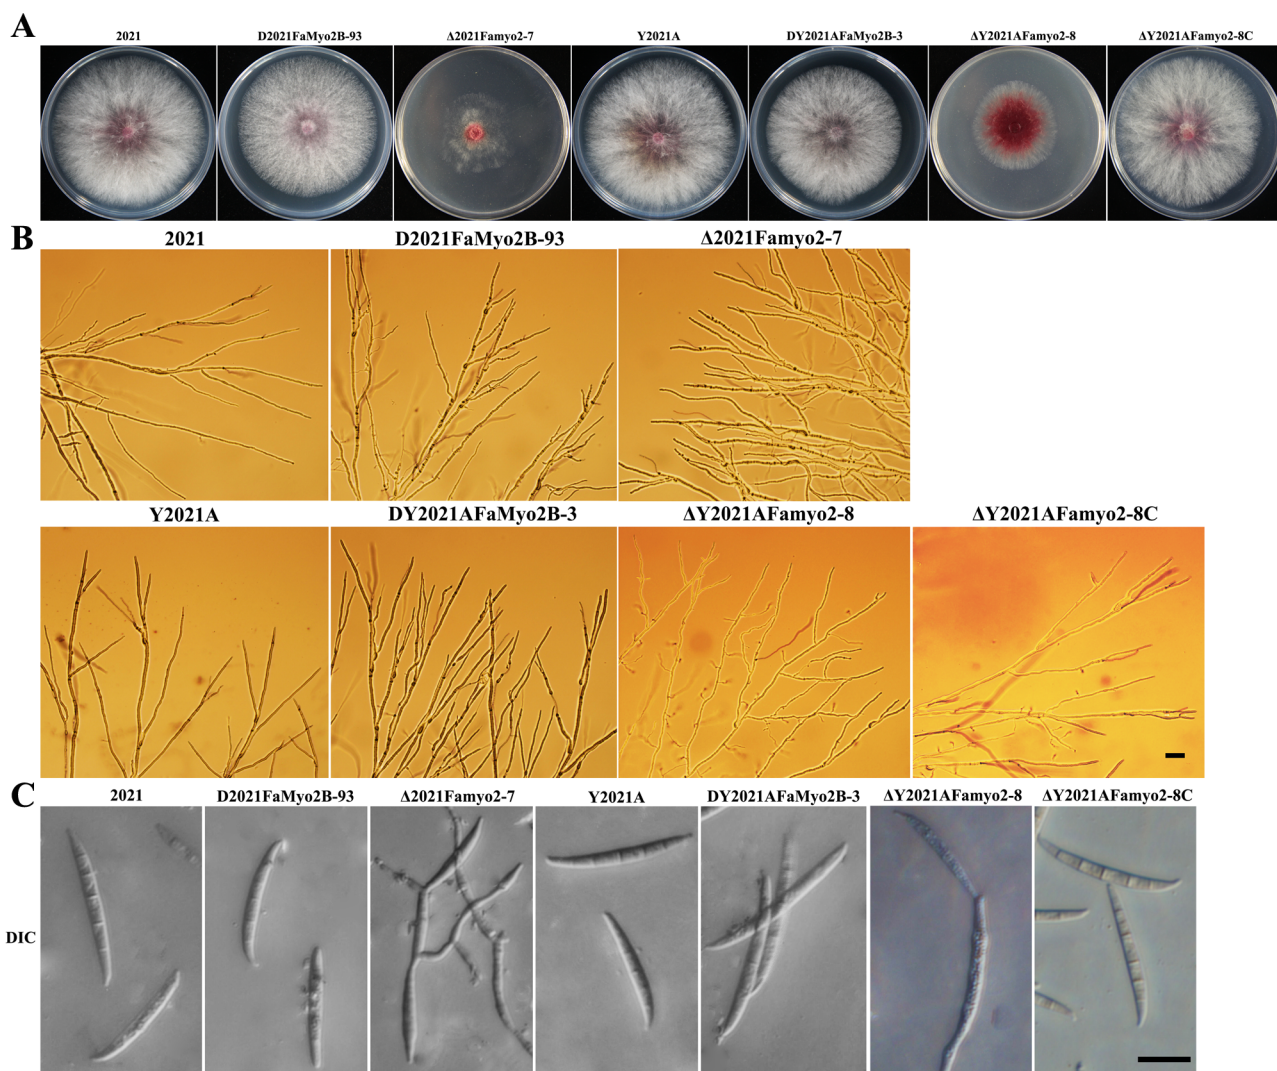 A
2021 D2021FaMyo2B-93 Δ2021Famyo2-7 Y2021A DY2021AFaMyo2B-3 ΔY2021AFamyo2-8 ΔY2021AFamyo2-8C
B
2021 D2021FaMyo2B-93 Δ2021Famyo2-7
Y2021A DY2021AFaMyo2B-3 ΔY2021AFamyo2-8 ΔY2021AFamyo2-8C
C
2021 D2021FaMyo2B-93 Δ2021Famyo2-7 Y2021A DY2021AFaMyo2B-3 ΔY2021AFamyo2-8 ΔY2021AFamyo2-8C
DIC